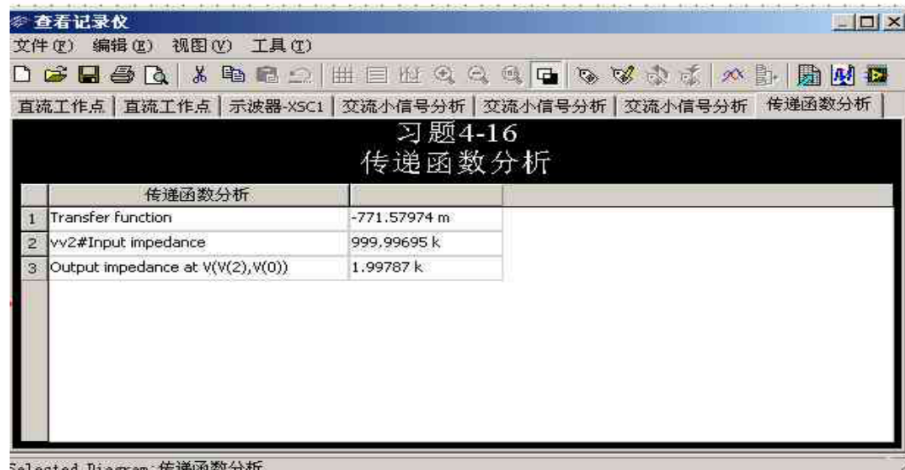 查看记录仪
文件(F) 编辑(E) 视图(V) 工具(T)
直流工作点 直流工作点 示波器-XSC1 交流小信号分析 交流小信号分析 交流小信号分析 传递函数分析
习题4-16
传递函数分析
传递函数分析
1 Transfer function -771.57974 m
2 vv2#Input impedance 999.99695 k
3 Output impedance at V(V(2),V(0)) 1.99787 k
Selected Diagram:传递函数分析